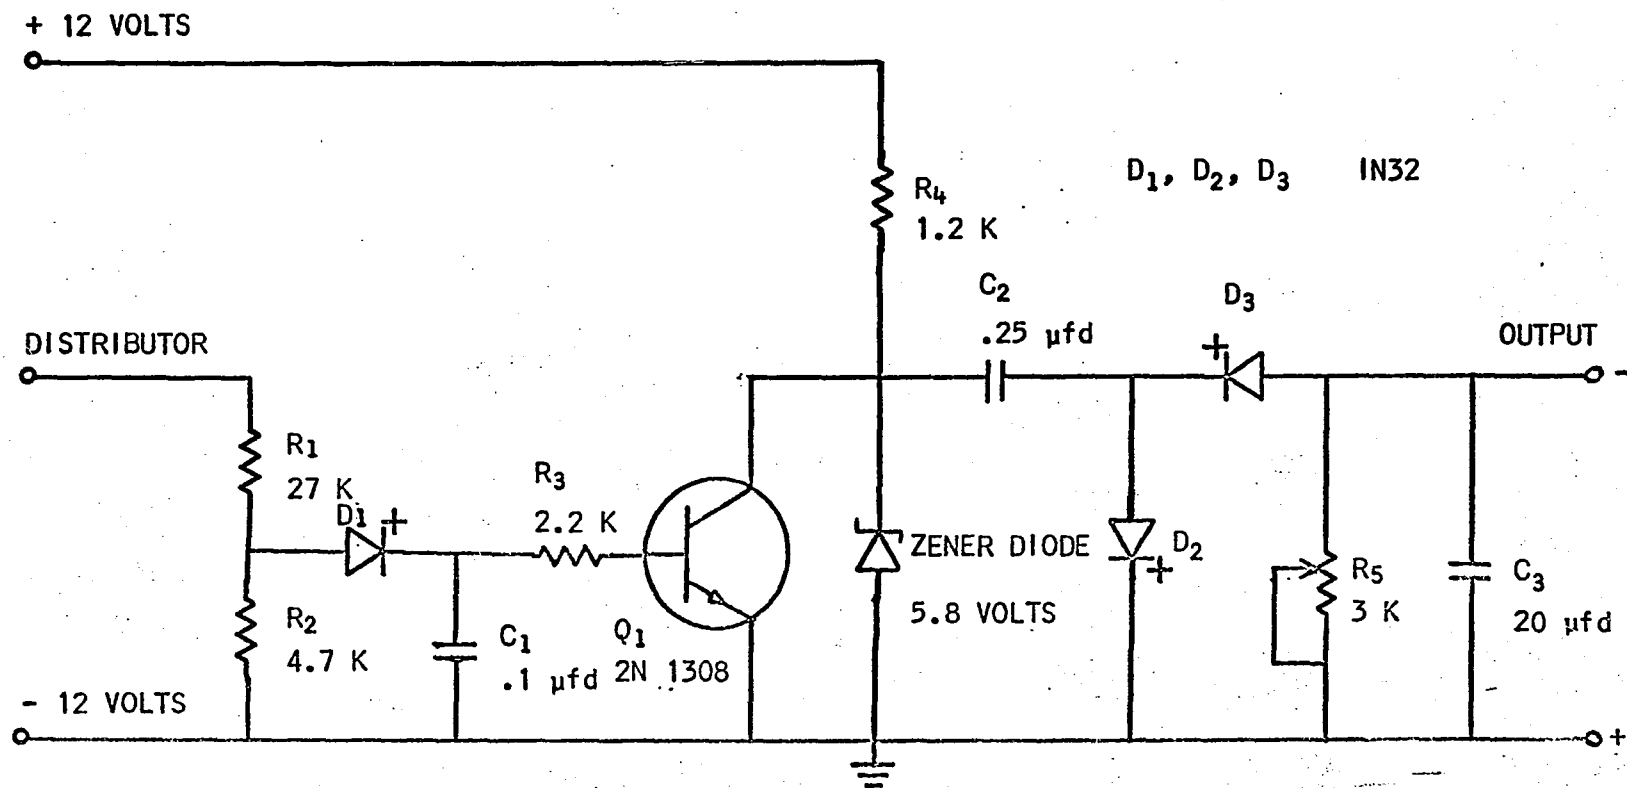 + 12 VOLTS
D₁, D₂, D₃ IN32
R₄
1.2 K
C₂
.25 µfd
D₃
+
DISTRIBUTOR
OUTPUT
-
R₁
27 K
D₁
+
R₃
2.2 K
ZENER DIODE
5.8 VOLTS
D₂
+
R₅
3 K
C₃
20 µfd
R₂
4.7 K
C₁
.1 µfd
Q₁
2N 1308
- 12 VOLTS
+